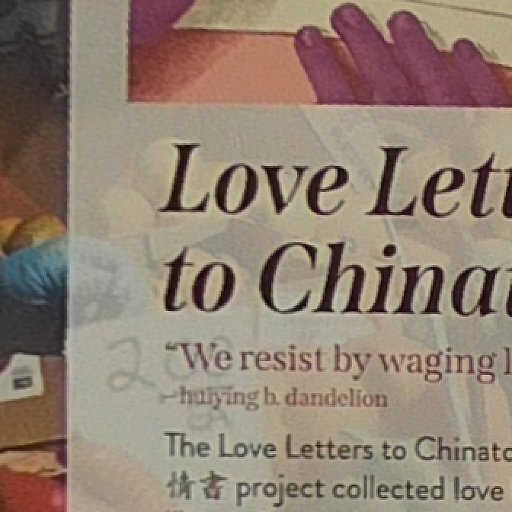 Love Lett
to Chinat
"We resist by waging l
—huiying b. dandelion
The Love Letters to Chinato
情書 project collected love